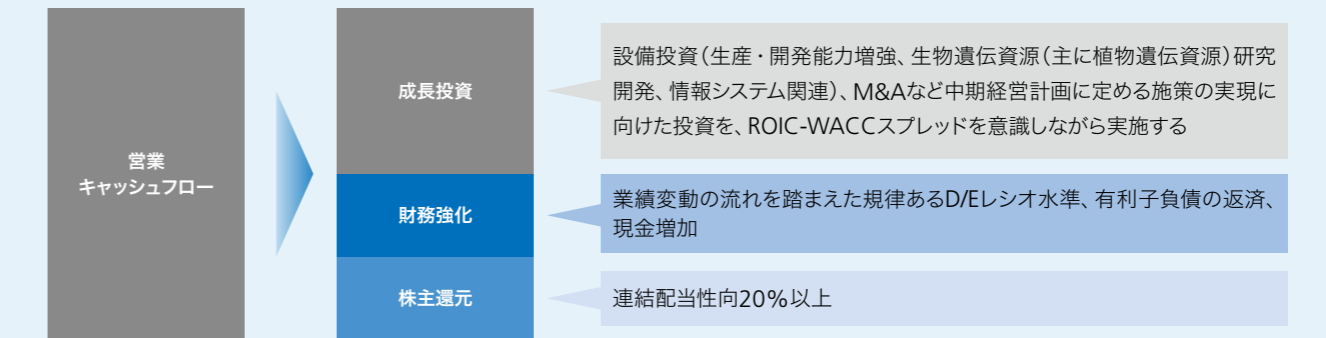 営業
キャッシュフロー
成長投資
設備投資（生産・開発能力増強、生物遺伝資源（主に植物遺伝資源）研究
開発、情報システム関連）、M&Aなど中期経営計画に定める施策の実現に
向けた投資を、ROIC-WACCスプレッドを意識しながら実施する
財務強化
業績変動の流れを踏まえた規律あるD/Eレシオ水準、有利子負債の返済、
現金増加
株主還元
連結配当性向20％以上